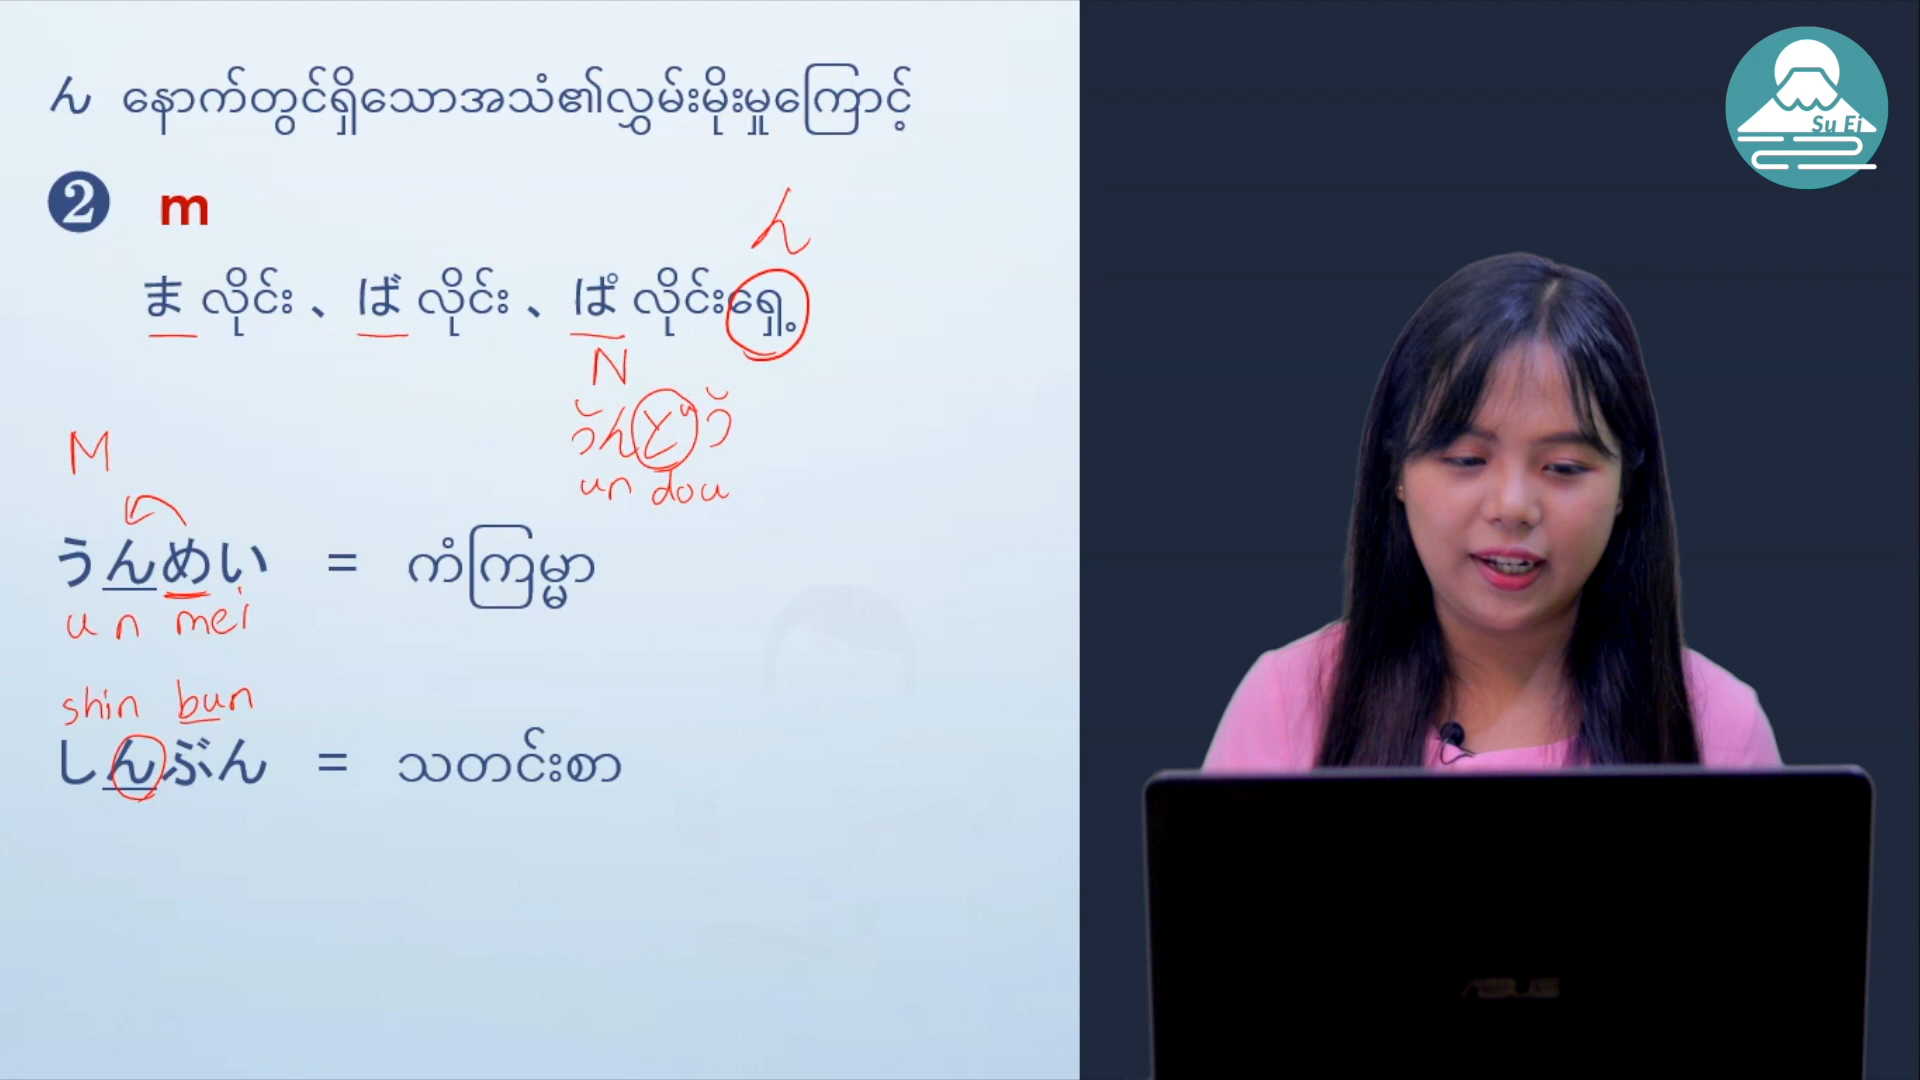 ん နောက်တွင်ရှိသောအသံ၏လွှမ်းမိုးမှုကြောင့်
2 m
ん
ま လိုင်း 、 ば လိုင်း 、 ぱ လိုင်းရှေ့
N
うんどう
un dou
M
うんめい = ကံကြမ္မာ
un mei
shin bun
しんぶん = သတင်းစာ
Su Ei
ASUS